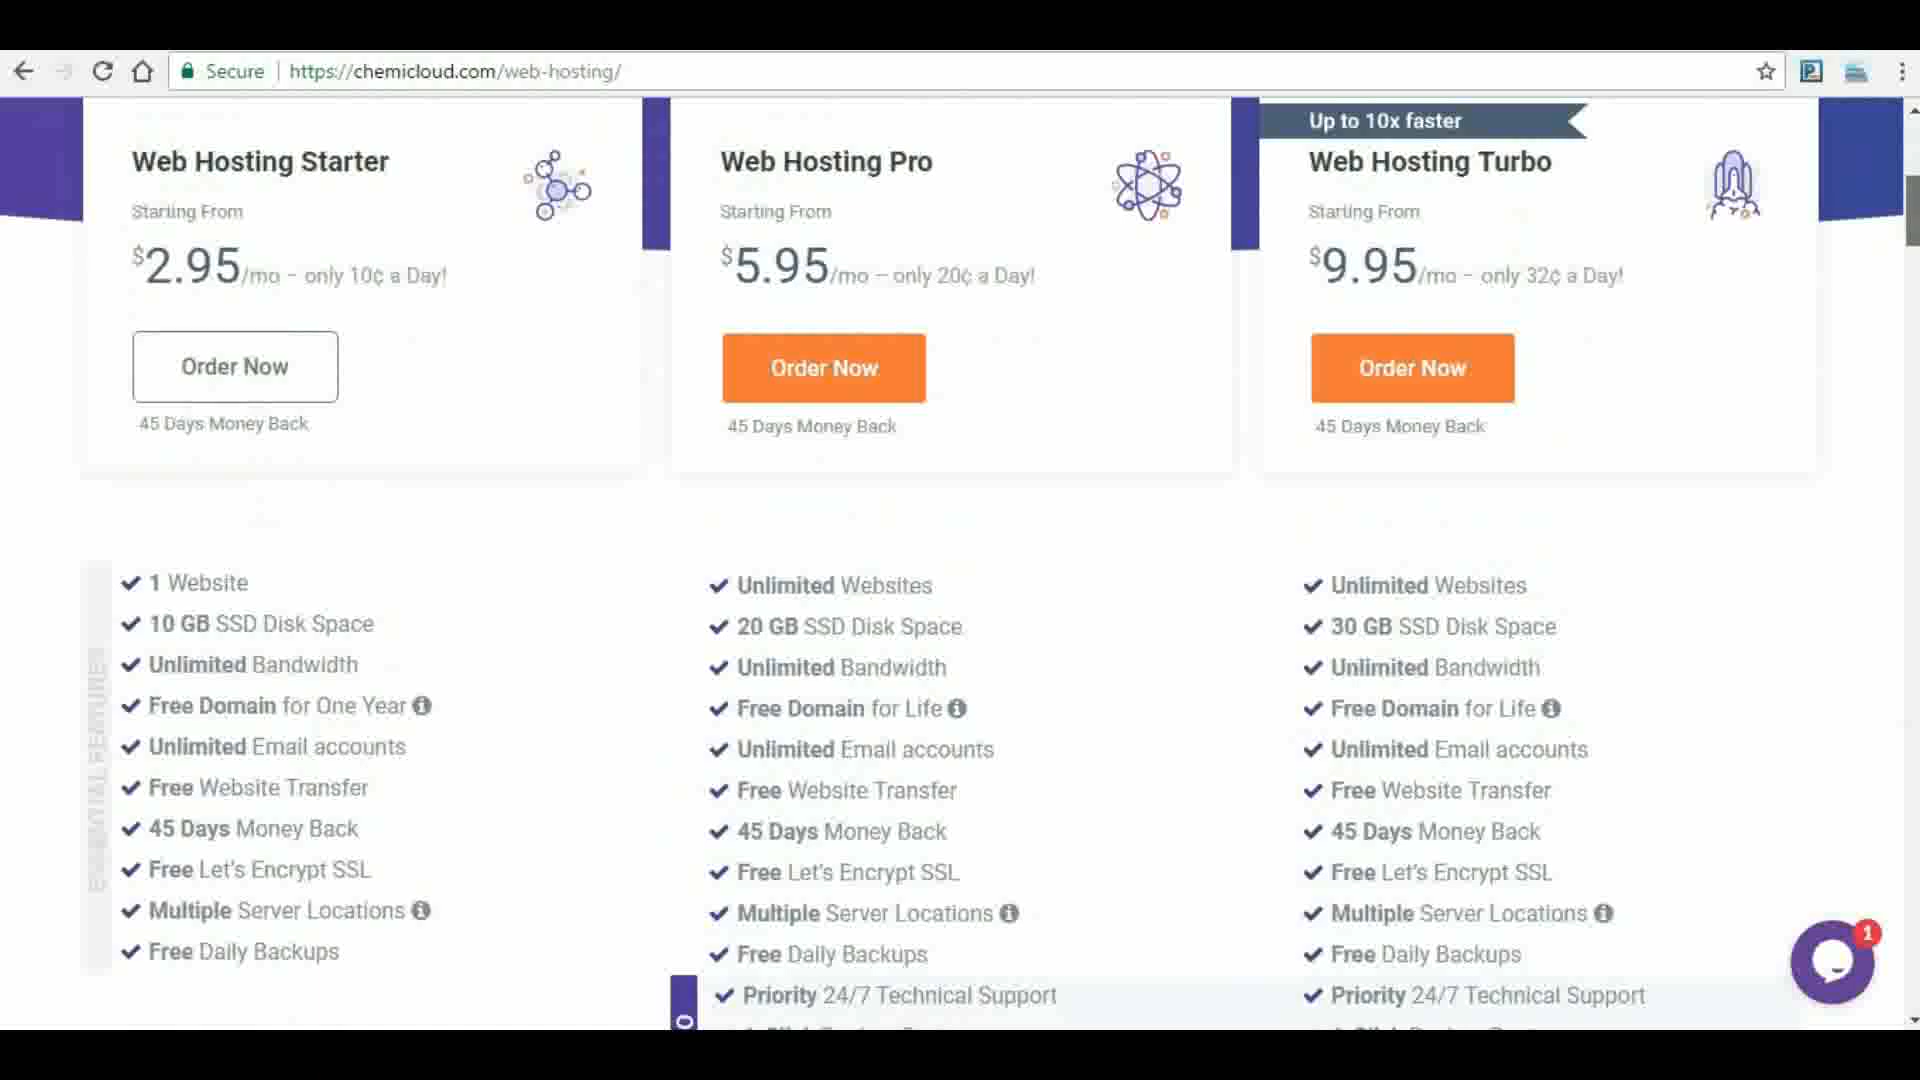 Secure
https://chemicloud.com/web-hosting/
Web Hosting Starter
Starting From
$2.95/mo – only 10¢ a Day!
Order Now
45 Days Money Back
Web Hosting Pro
Starting From
$5.95/mo – only 20¢ a Day!
Order Now
45 Days Money Back
Up to 10x faster
Web Hosting Turbo
Starting From
$9.95/mo – only 32¢ a Day!
Order Now
45 Days Money Back
ESSENTIAL FEATURES
1 Website
10 GB SSD Disk Space
Unlimited Bandwidth
Free Domain for One Year
Unlimited Email accounts
Free Website Transfer
45 Days Money Back
Free Let's Encrypt SSL
Multiple Server Locations
Free Daily Backups
Unlimited Websites
20 GB SSD Disk Space
Unlimited Bandwidth
Free Domain for Life
Unlimited Email accounts
Free Website Transfer
45 Days Money Back
Free Let's Encrypt SSL
Multiple Server Locations
Free Daily Backups
Priority 24/7 Technical Support
Unlimited Websites
30 GB SSD Disk Space
Unlimited Bandwidth
Free Domain for Life
Unlimited Email accounts
Free Website Transfer
45 Days Money Back
Free Let's Encrypt SSL
Multiple Server Locations
Free Daily Backups
Priority 24/7 Technical Support
1